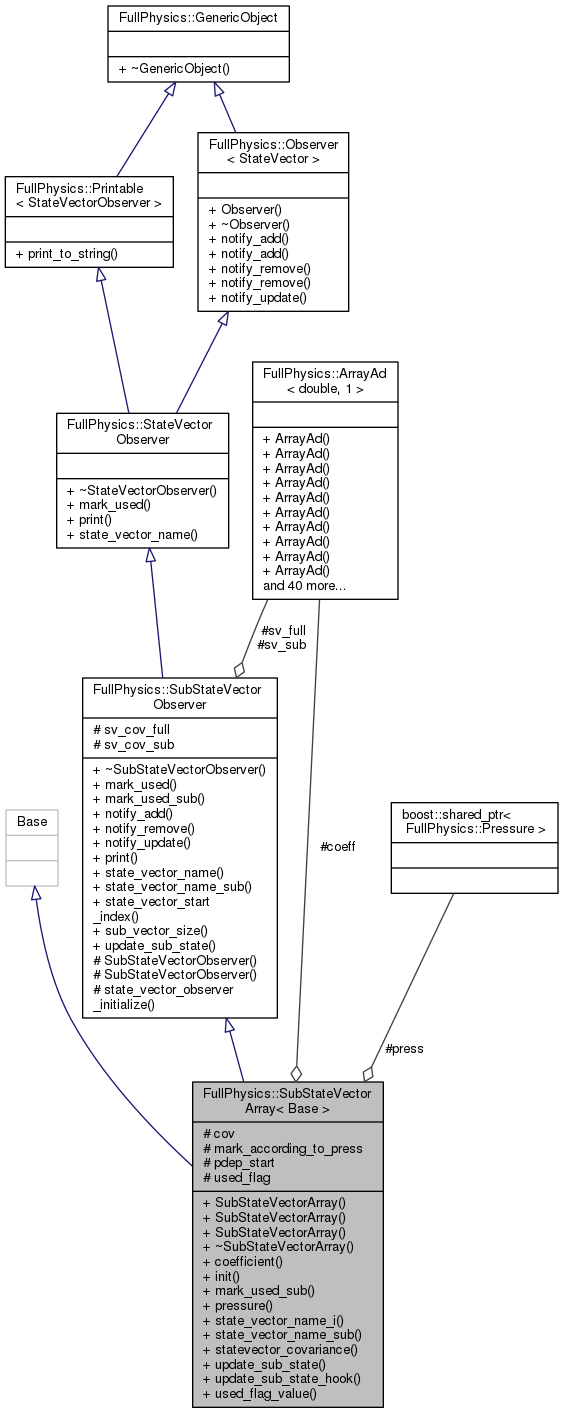 FullPhysics::GenericObject
+ ~GenericObject()
FullPhysics::Observer
< StateVector >
+ Observer()
+ ~Observer()
+ notify_add()
+ notify_add()
+ notify_remove()
+ notify_remove()
+ notify_update()
FullPhysics::Printable
< StateVectorObserver >
+ print_to_string()
FullPhysics::ArrayAd
< double, 1 >
+ ArrayAd()
+ ArrayAd()
+ ArrayAd()
+ ArrayAd()
+ ArrayAd()
+ ArrayAd()
+ ArrayAd()
+ ArrayAd()
+ ArrayAd()
+ ArrayAd()
and 40 more...
FullPhysics::StateVector
Observer
+ ~StateVectorObserver()
+ mark_used()
+ print()
+ state_vector_name()
#sv_full
#sv_sub
FullPhysics::SubStateVector
Observer
# sv_cov_full
# sv_cov_sub
+ ~SubStateVectorObserver()
+ mark_used()
+ mark_used_sub()
+ notify_add()
+ notify_remove()
+ notify_update()
+ print()
+ state_vector_name()
+ state_vector_name_sub()
+ state_vector_start
_index()
+ sub_vector_size()
+ update_sub_state()
# SubStateVectorObserver()
# SubStateVectorObserver()
# state_vector_observer
_initialize()
Base
boost::shared_ptr<
FullPhysics::Pressure >
#coeff
#press
FullPhysics::SubStateVector
Array< Base >
# cov
# mark_according_to_press
# pdep_start
# used_flag
+ SubStateVectorArray()
+ SubStateVectorArray()
+ SubStateVectorArray()
+ ~SubStateVectorArray()
+ coefficient()
+ init()
+ mark_used_sub()
+ pressure()
+ state_vector_name_i()
+ state_vector_name_sub()
+ statevector_covariance()
+ update_sub_state()
+ update_sub_state_hook()
+ used_flag_value()